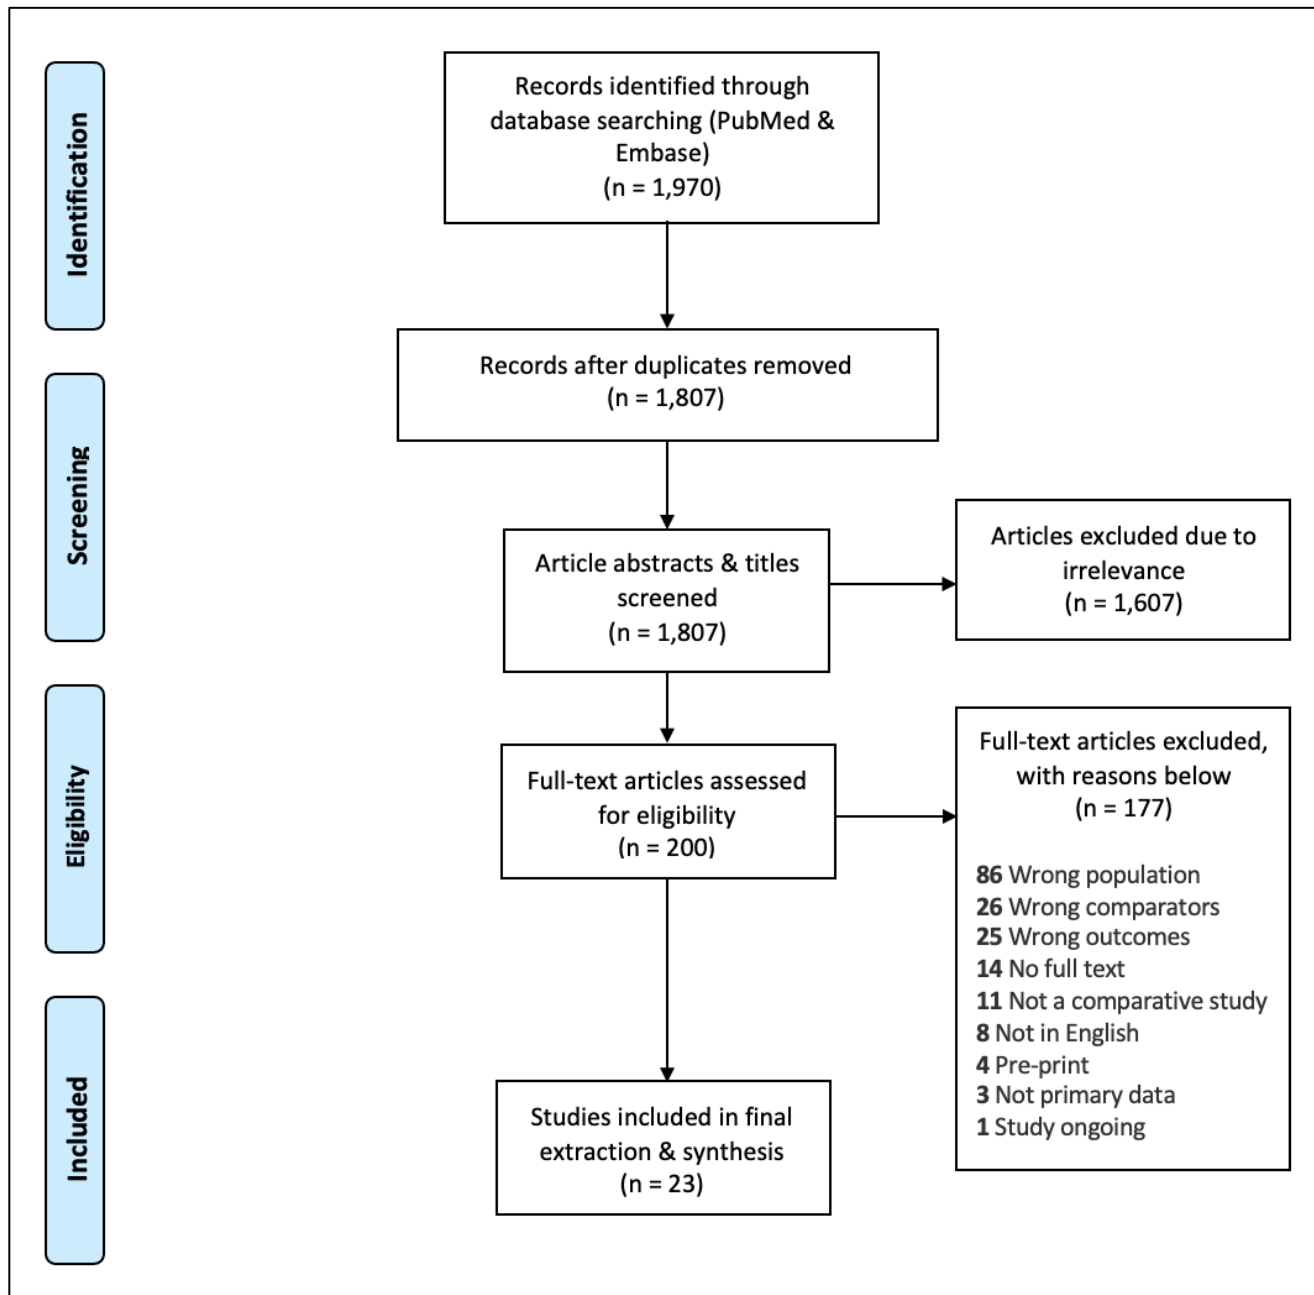 Identification
Records identified through
database searching (PubMed &
Embase)
(n = 1,970)
Records after duplicates removed
(n = 1,807)
Screening
Article abstracts & titles
screened
(n = 1,807)
Articles excluded due to
irrelevance
(n = 1,607)
Eligibility
Full-text articles assessed
for eligibility
(n = 200)
Full-text articles excluded,
with reasons below
(n = 177)
86 Wrong population
26 Wrong comparators
25 Wrong outcomes
14 No full text
11 Not a comparative study
8 Not in English
4 Pre-print
3 Not primary data
1 Study ongoing
Included
Studies included in final
extraction & synthesis
(n = 23)